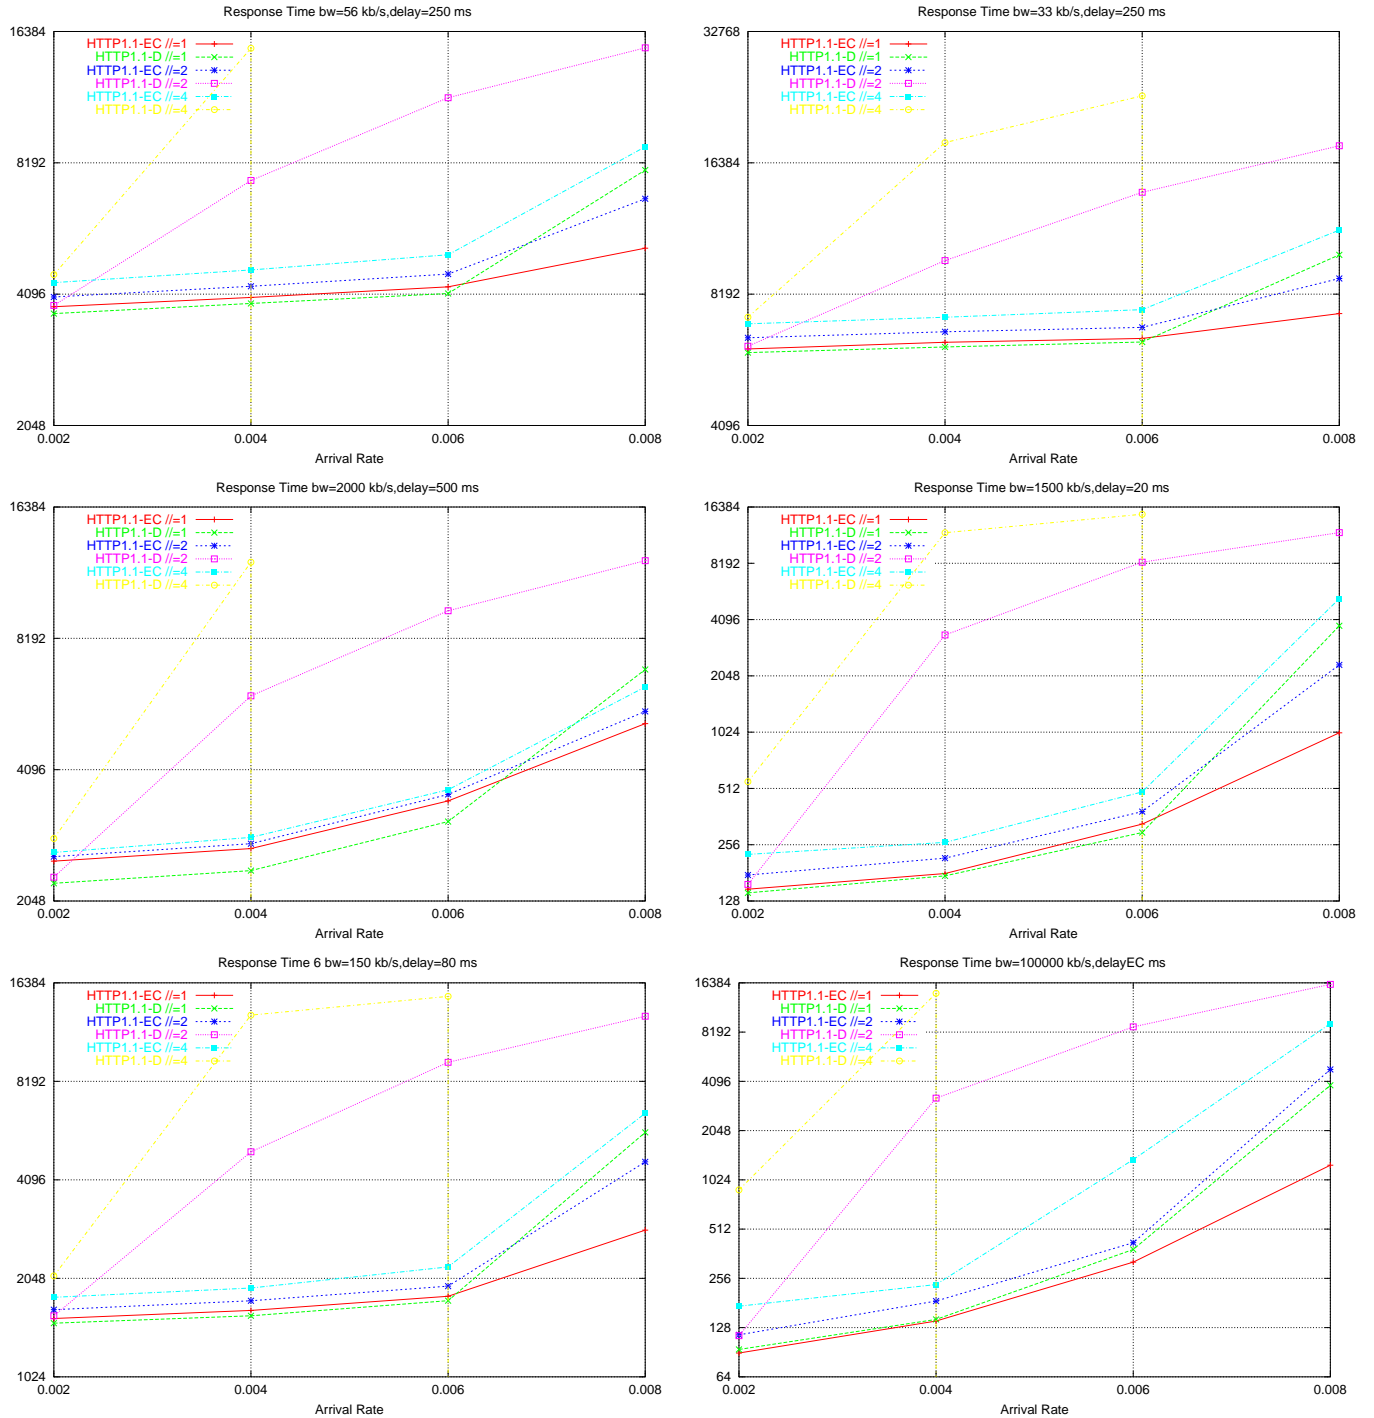 Response Time bw=56 kb/s,delay=250 ms
16384
8192
4096
2048
HTTP1.1-EC //=1
HTTP1.1-D //=1
HTTP1.1-EC //=2
HTTP1.1-D //=2
HTTP1.1-EC //=4
HTTP1.1-D //=4
0.002 0.004 0.006 0.008
Arrival Rate
Response Time bw=33 kb/s,delay=250 ms
32768
16384
8192
4096
HTTP1.1-EC //=1
HTTP1.1-D //=1
HTTP1.1-EC //=2
HTTP1.1-D //=2
HTTP1.1-EC //=4
HTTP1.1-D //=4
0.002 0.004 0.006 0.008
Arrival Rate
Response Time bw=2000 kb/s,delay=500 ms
16384
8192
4096
2048
HTTP1.1-EC //=1
HTTP1.1-D //=1
HTTP1.1-EC //=2
HTTP1.1-D //=2
HTTP1.1-EC //=4
HTTP1.1-D //=4
0.002 0.004 0.006 0.008
Arrival Rate
Response Time bw=1500 kb/s,delay=20 ms
16384
8192
4096
2048
1024
512
256
128
HTTP1.1-EC //=1
HTTP1.1-D //=1
HTTP1.1-EC //=2
HTTP1.1-D //=2
HTTP1.1-EC //=4
HTTP1.1-D //=4
0.002 0.004 0.006 0.008
Arrival Rate
Response Time 6 bw=150 kb/s,delay=80 ms
16384
8192
4096
2048
1024
HTTP1.1-EC //=1
HTTP1.1-D //=1
HTTP1.1-EC //=2
HTTP1.1-D //=2
HTTP1.1-EC //=4
HTTP1.1-D //=4
0.002 0.004 0.006 0.008
Arrival Rate
Response Time bw=100000 kb/s,delayEC ms
16384
8192
4096
2048
1024
512
256
128
64
HTTP1.1-EC //=1
HTTP1.1-D //=1
HTTP1.1-EC //=2
HTTP1.1-D //=2
HTTP1.1-EC //=4
HTTP1.1-D //=4
0.002 0.004 0.006 0.008
Arrival Rate